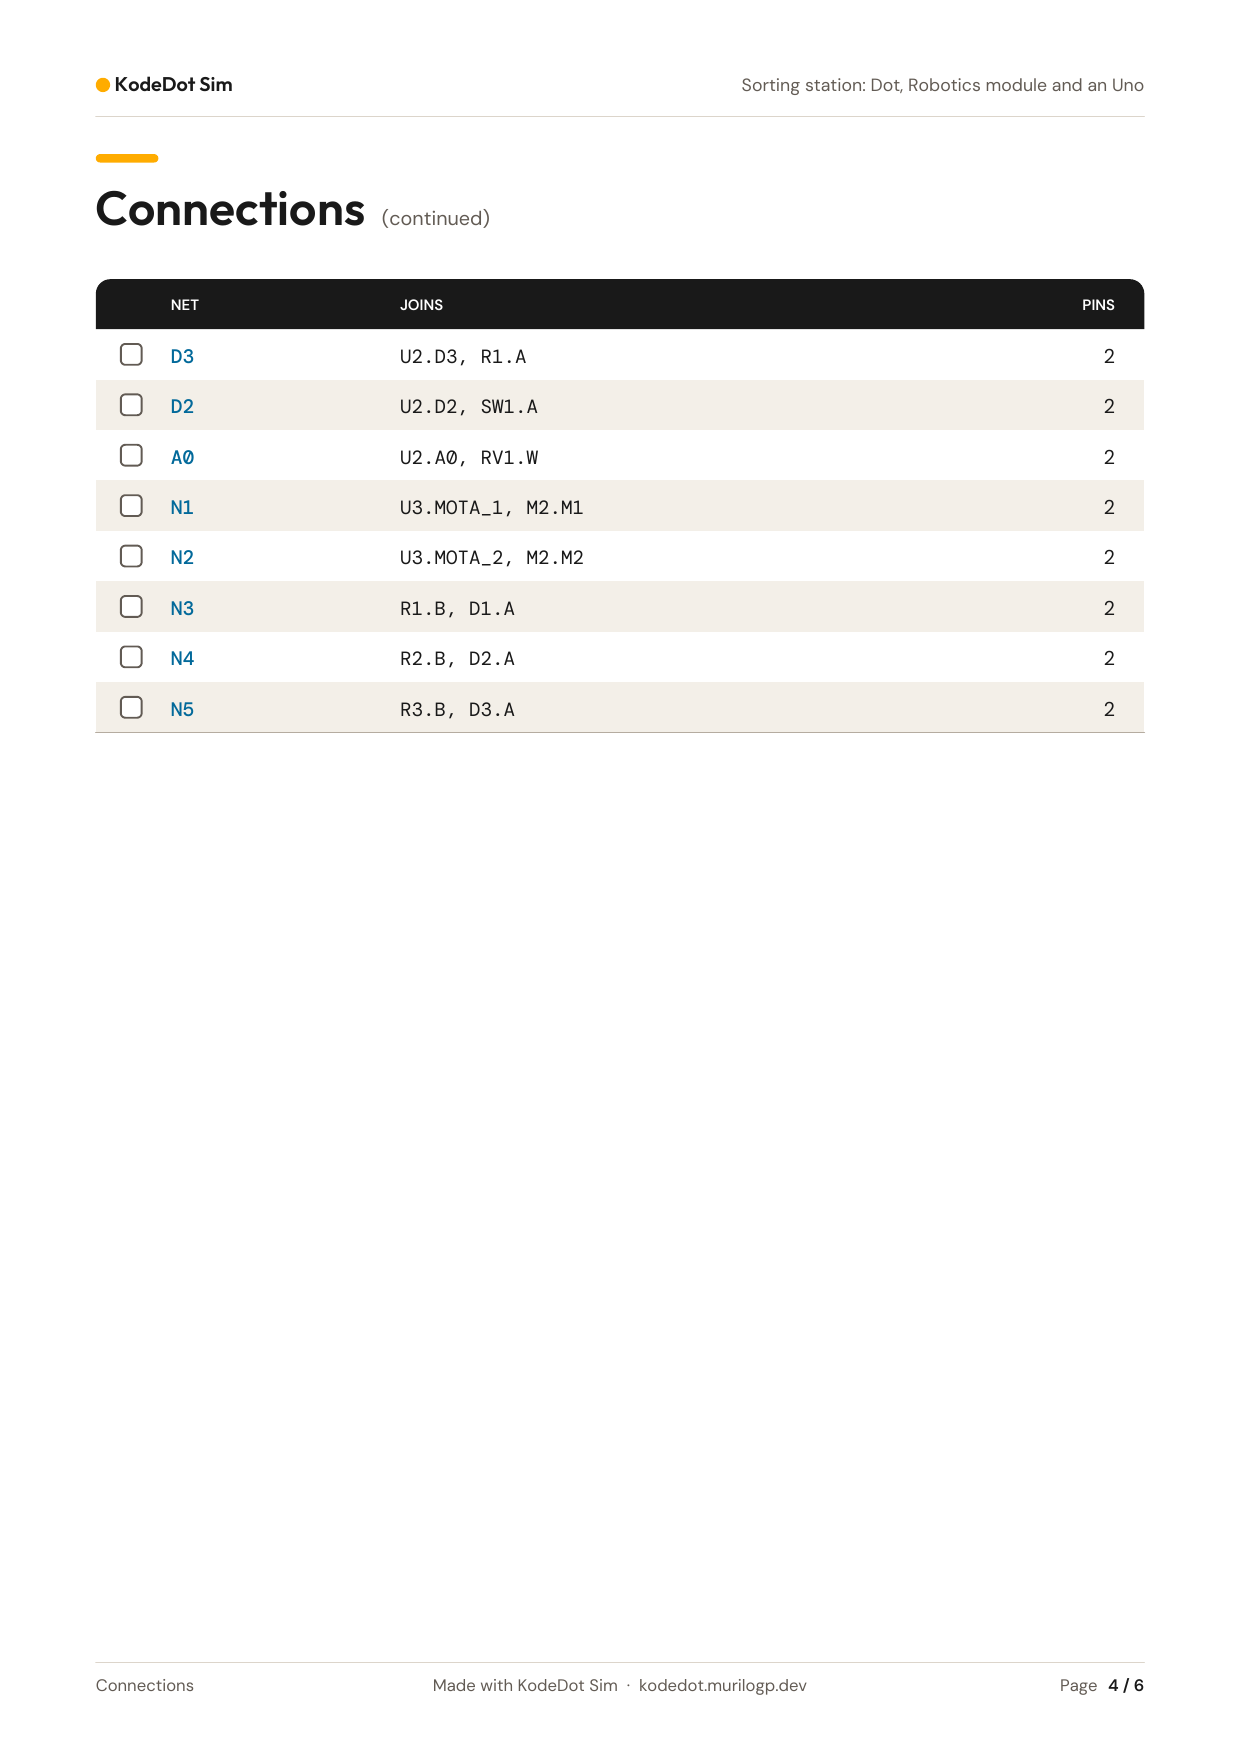 KodeDot Sim
Sorting station: Dot, Robotics module and an Uno
Connections (continued)
NET JOINS PINS
D3 U2.D3, R1.A 2
D2 U2.D2, SW1.A 2
A0 U2.A0, RV1.W 2
N1 U3.MOTA_1, M2.M1 2
N2 U3.MOTA_2, M2.M2 2
N3 R1.B, D1.A 2
N4 R2.B, D2.A 2
N5 R3.B, D3.A 2
Connections Made with KodeDot Sim · kodedot.murilogp.dev Page 4 / 6